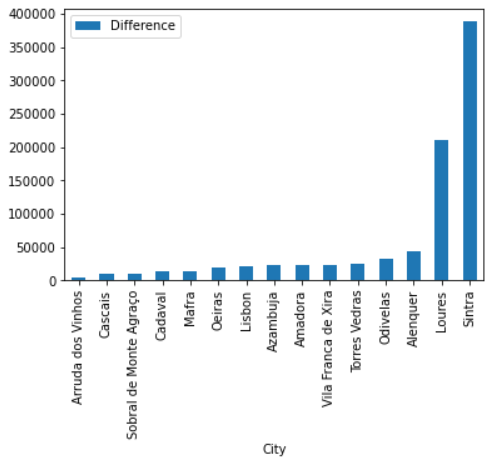 400000
350000
300000
250000
200000
150000
100000
50000
0
Difference
Arruda dos Vinhos
Cascais
Sobral de Monte Agraço
Cadaval
Mafra
Oeiras
Lisbon
Azambuja
Amadora
Vila Franca de Xira
Torres Vedras
Odivelas
Alenquer
Loures
Sintra
City